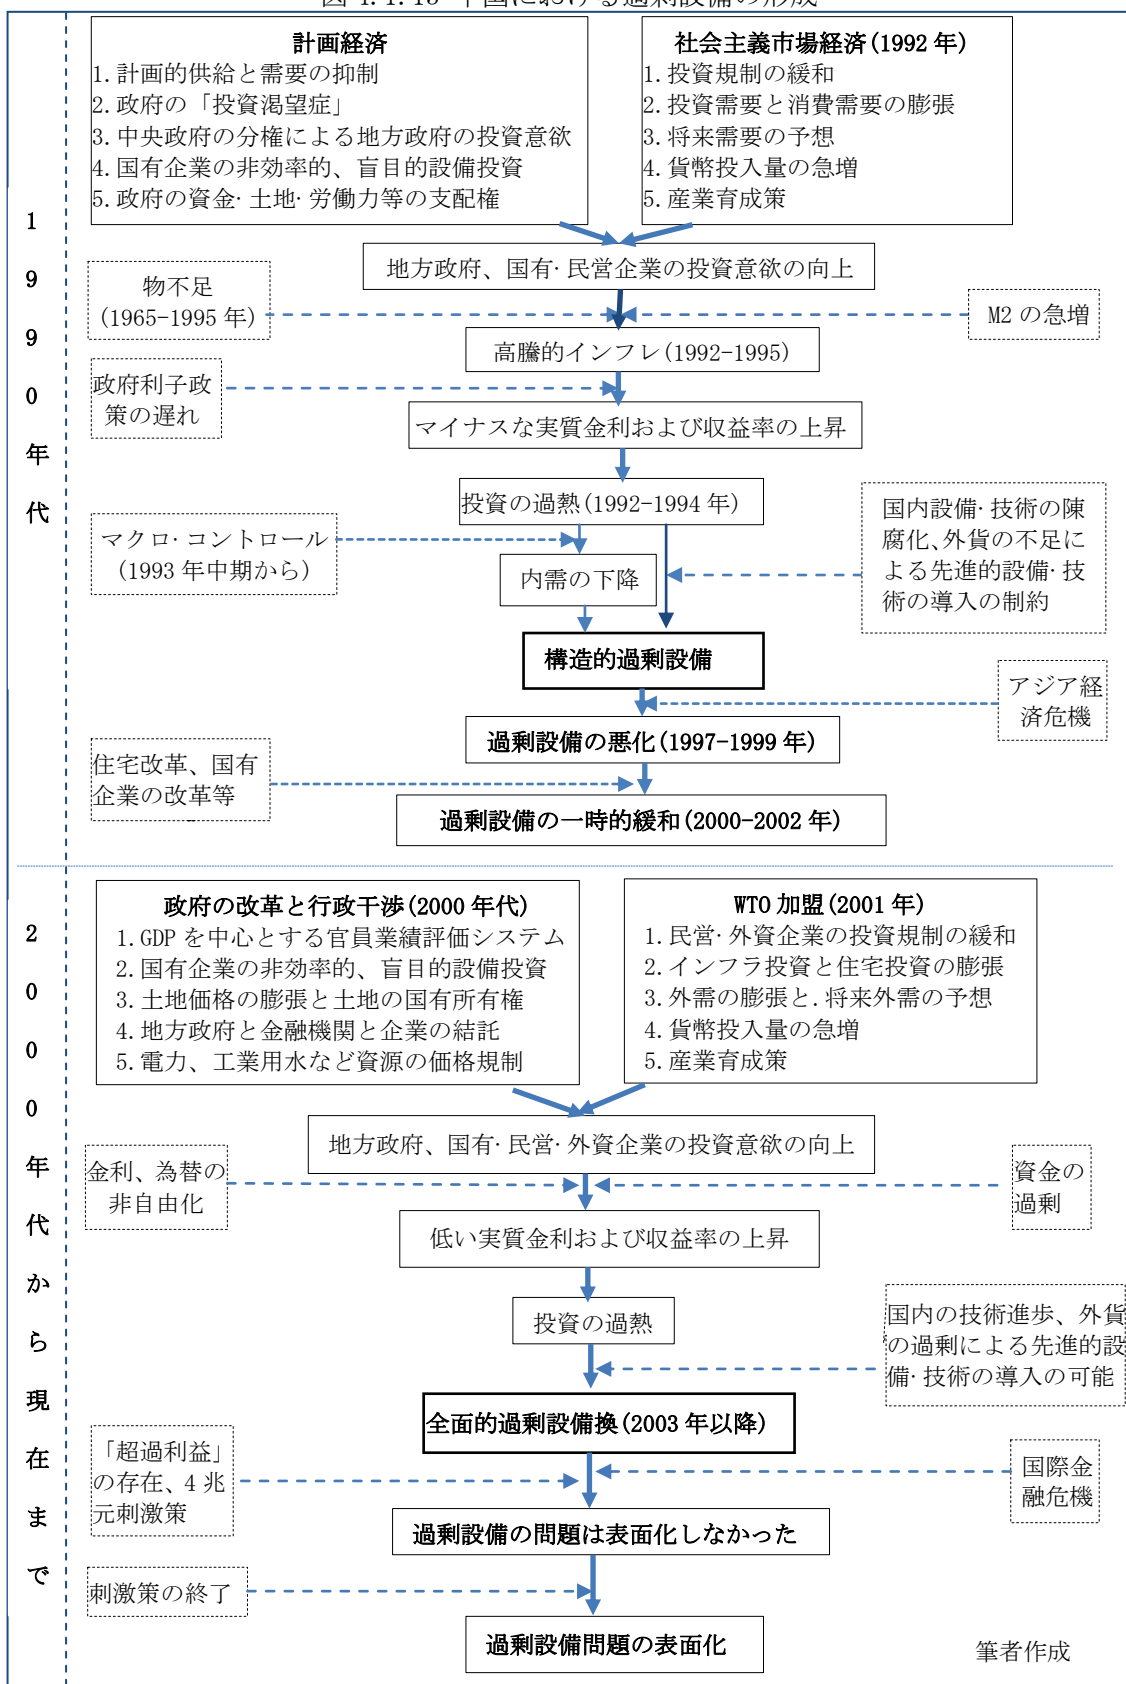 1990年代
計画経済
1.計画的供給と需要の抑制
2.政府の「投資渇望症」
3.中央政府の分権による地方政府の投資意欲
4.国有企業の非効率的、盲目的設備投資
5.政府の資金·土地·労働力等の支配権
社会主義市場経済(1992 年)
1.投資規制の緩和
2.投資需要と消費需要の膨張
3.将来需要の予想
4.貨幣投入量の急増
5.産業育成策
地方政府、国有·民営企業の投資意欲の向上
物不足
(1965-1995 年)
M2 の急増
高騰的インフレ(1992-1995)
政府利子政
策の遅れ
マイナスな実質金利および収益率の上昇
投資の過熱(1992-1994 年)
国内設備·技術の陳
腐化、外貨の不足に
よる先進的設備·技
術の導入の制約
マクロ·コントロール
(1993 年中期から)
内需の下降
構造的過剰設備
アジア経
済危機
過剰設備の悪化(1997-1999 年)
住宅改革、国有
企業の改革等
過剰設備の一時的緩和(2000-2002 年)
2000年代から現在まで
政府の改革と行政干渉(2000 年代)
1.GDP を中心とする官員業績評価システム
2.国有企業の非効率的、盲目的設備投資
3.土地価格の膨張と土地の国有所有権
4.地方政府と金融機関と企業の結託
5.電力、工業用水など資源の価格規制
WTO 加盟(2001 年)
1.民営·外資企業の投資規制の緩和
2.インフラ投資と住宅投資の膨張
3.外需の膨張と.将来外需の予想
4.貨幣投入量の急増
5.産業育成策
地方政府、国有·民営·外資企業の投資意欲の向上
金利、為替の
非自由化
資金の
過剰
低い実質金利および収益率の上昇
投資の過熱
国内の技術進歩、外貨
の過剰による先進的設
備·技術の導入の可能
全面的過剰設備換(2003 年以降)
「超過利益」
の存在、4 兆
元刺激策
国際金
融危機
過剰設備の問題は表面化しなかった
刺激策の終了
過剰設備問題の表面化
筆者作成